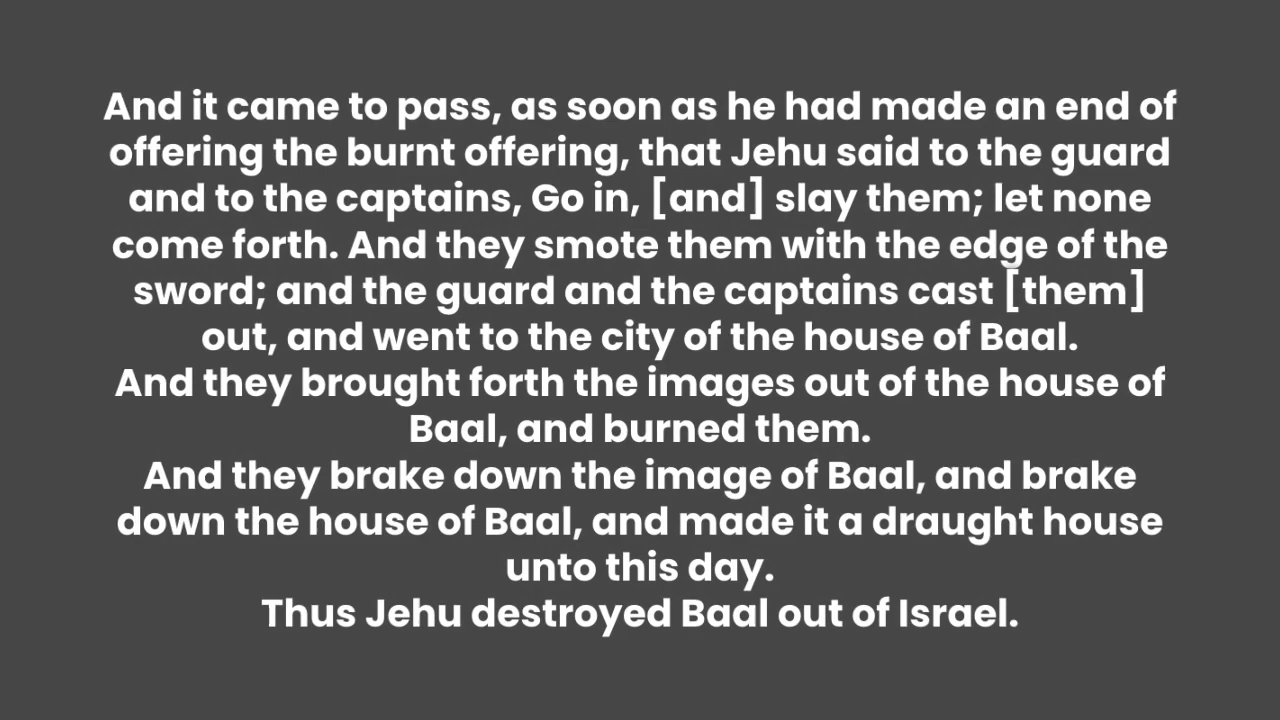 And it came to pass, as soon as he had made an end of
offering the burnt offering, that Jehu said to the guard
and to the captains, Go in, [and] slay them; let none
come forth. And they smote them with the edge of the
sword; and the guard and the captains cast [them]
out, and went to the city of the house of Baal.
And they brought forth the images out of the house of
Baal, and burned them.
And they brake down the image of Baal, and brake
down the house of Baal, and made it a draught house
unto this day.
Thus Jehu destroyed Baal out of Israel.